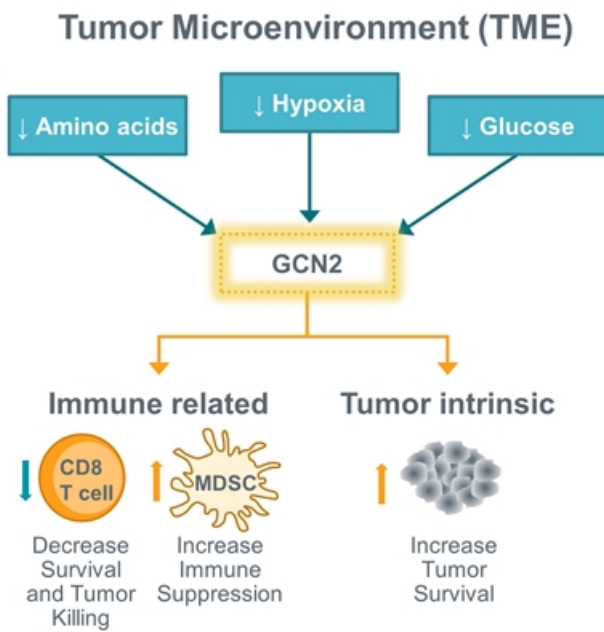 Tumor Microenvironment (TME)
↓ Amino acids
↓ Hypoxia
↓ Glucose
GCN2
Immune related
Tumor intrinsic
CD8
T cell
MDSC
Decrease
Survival
and Tumor
Killing
Increase
Immune
Suppression
Increase
Tumor
Survival